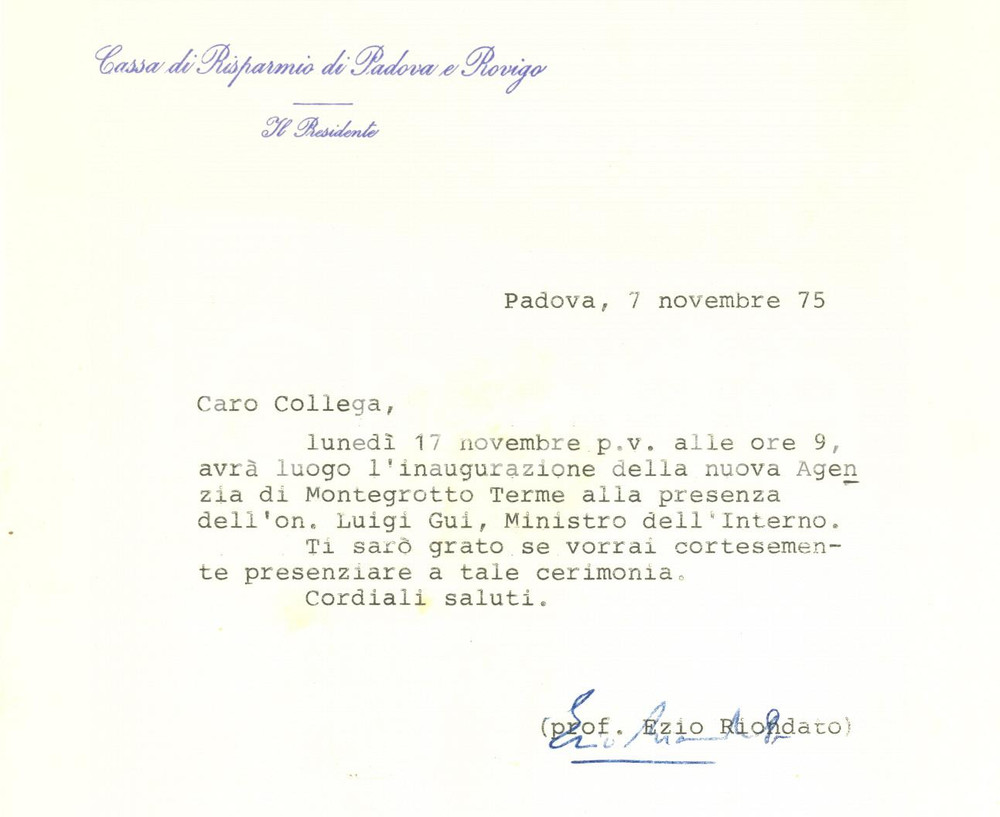 Cassa di Risparmio di Padova e Rovigo
Il Presidente
Padova, 7 novembre 75
Caro Collega,
lunedì 17 novembre p.v. alle ore 9,
avrà luogo l'inaugurazione della nuova Agen
zia di Montegrotto Terme alla presenza
dell'on. Luigi Gui, Ministro dell'Interno.
Ti sarò grato se vorrai cortesemen-
te presenziare a tale cerimonia.
Cordiali saluti.
(prof. Ezio Riondato)